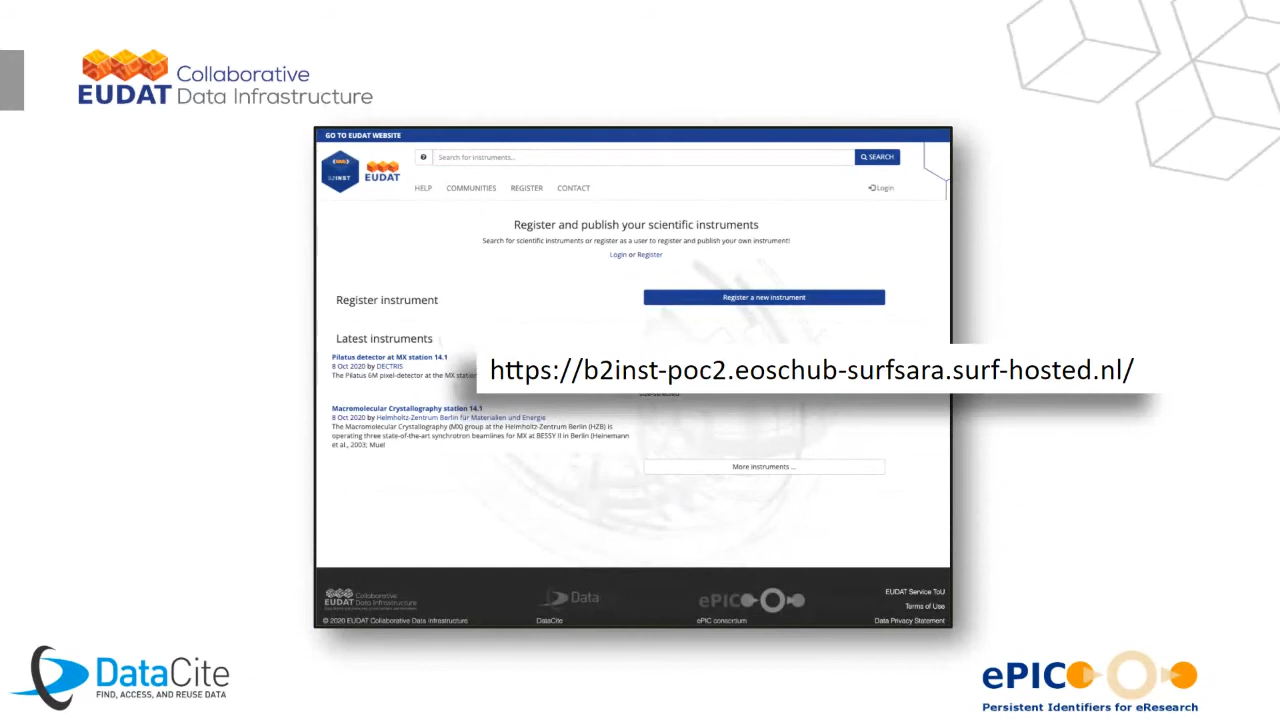 EUDAT Collaborative
Data Infrastructure
GO TO EUDAT WEBSITE
B2INST
EUDAT
Search for instruments...
SEARCH
HELP COMMUNITIES REGISTER CONTACT
Login
Register and publish your scientific instruments
Search for scientific instruments or register as a user to register and publish your own instrument!
Login or Register
Register instrument
Register a new instrument
Latest instruments
Pilatus detector at MX station 14.1
8 Oct 2020 by DECTRIS
The Pilatus 6M pixel-detector at the MX station
https://b2inst-poc2.eoschub-surfsara.surf-hosted.nl/
Macromolecular Crystallography station 14.1
8 Oct 2020 by Helmholtz-Zentrum Berlin für Materialien und Energie
The Macromolecular Crystallography (MX) group at the Helmholtz-Zentrum Berlin (HZB) is
operating three state-of-the-art synchrotron beamlines for MX at BESSY II in Berlin (Heinemann
et al., 2003; Muel
More instruments ...
EUDAT Collaborative
Data Infrastructure
© 2020 EUDAT Collaborative Data Infrastructure
Data
DataCite
ePIC
ePIC consortium
EUDAT Service ToU
Terms of Use
Data Privacy Statement
DataCite
FIND, ACCESS, AND REUSE DATA
ePIC
Persistent Identifiers for eResearch